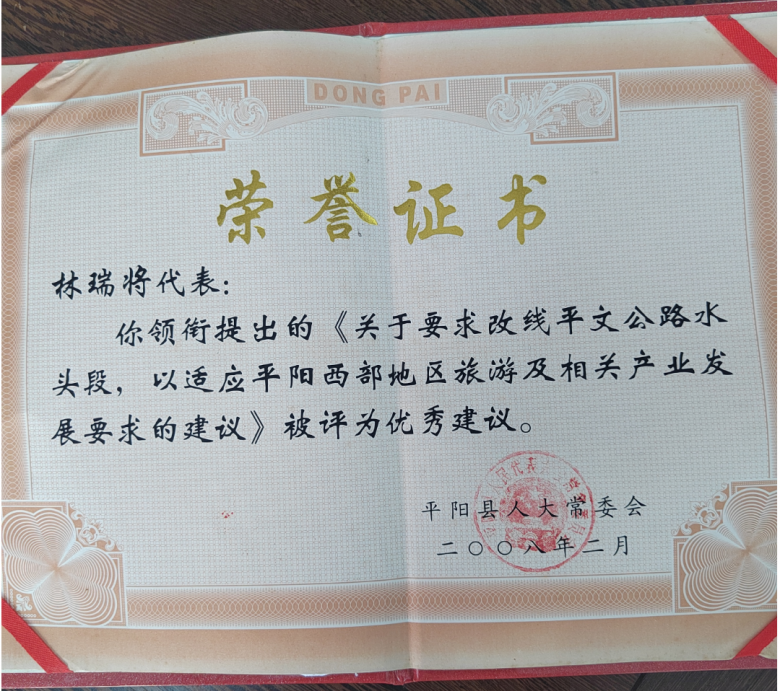 DONG PAI
荣誉证书
林瑞将代表：
你领衔提出的《关于要求改线平文公路水
头段，以适应平阳西部地区旅游及相关产业发
展要求的建议》被评为优秀建议。
平阳县人大常委会
二〇〇八年二月